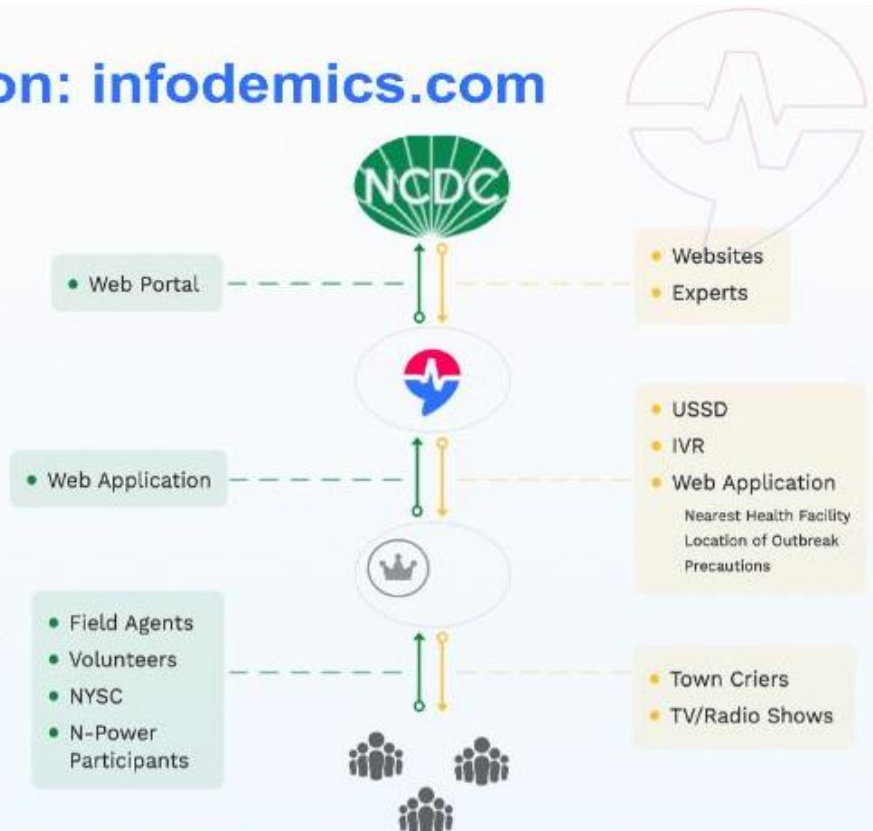 on: infodemics.com
NCDC
Web Portal
Websites
Experts
Web Application
USSD
IVR
Web Application
Nearest Health Facility
Location of Outbreak
Precautions
Field Agents
Volunteers
NYSC
N-Power
Participants
Town Criers
TV/Radio Shows